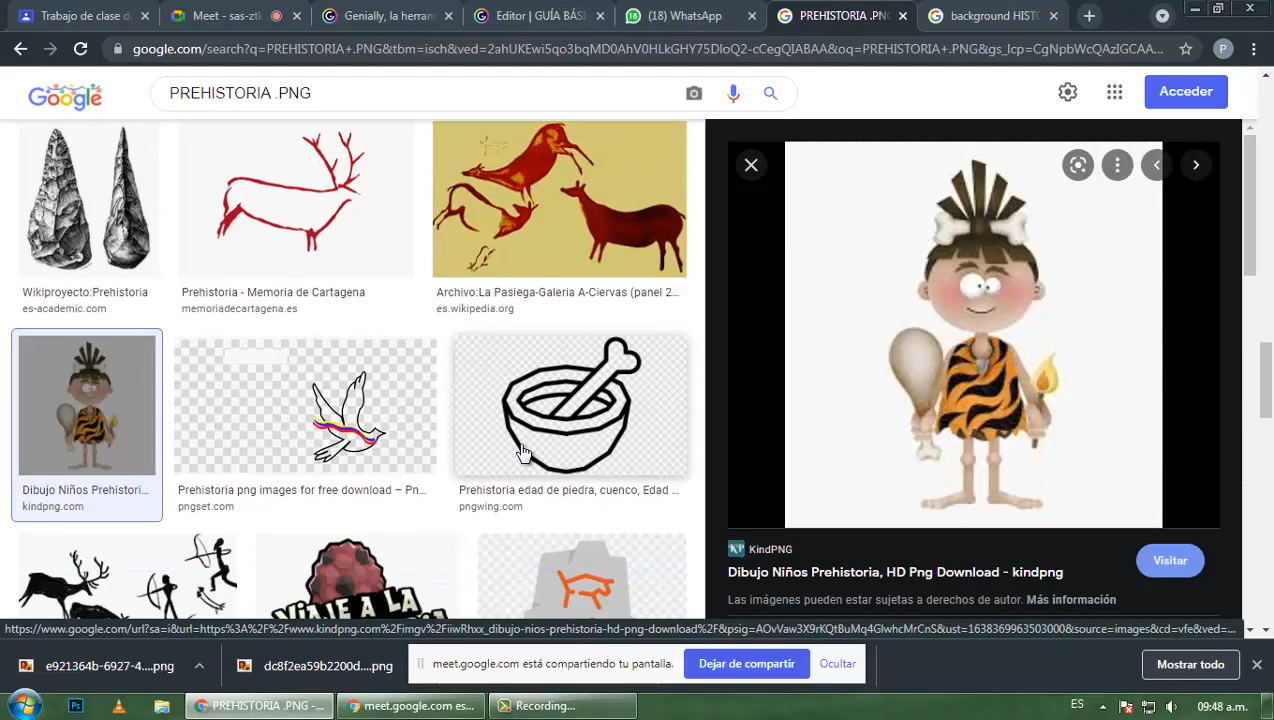 Trabajo de clase d
Meet - sas-ztk
Genially, la herran
Editor | GUÍA BÁS
(18) WhatsApp
PREHISTORIA .PNG
background HIST
google.com/search?q=PREHISTORIA+.PNG&tbm=isch&ved=2ahUKEwi5qo3bqMD0AhV0HLkGHY75DloQ2-cCegQIABAA&oq=PREHISTORIA+.PNG&gs_lcp=CgNpbWcQAzIGCAA...
P
Google
PREHISTORIA .PNG
Acceder
Wikiproyecto:Prehistoria
es-academic.com
Prehistoria - Memoria de Cartagena
memoriadecartagena.es
Archivo:La Pasiega-Galeria A-Ciervas (panel 2...
es.wikipedia.org
Dibujo Niños Prehistori...
kindpng.com
Prehistoria png images for free download – Pn...
pngset.com
Prehistoria edad de piedra, cuenco, Edad ...
pngwing.com
VIAJE A LA
KP KindPNG
Dibujo Niños Prehistoria, HD Png Download - kindpng
Visitar
Las imágenes pueden estar sujetas a derechos de autor. Más información
https://www.google.com/url?sa=i&url=https%3A%2F%2Fwww.kindpng.com%2Fimgv%2FiiwRhxx_dibujo-nios-prehistoria-hd-png-download%2F&psig=AOvVaw3X9rKQtBuMq4GlwhcMrCnS&ust=1638369963503000&source=images&cd=vfe&ved=...
e921364b-6927-4....png
dc8f2ea59b2200d....png
meet.google.com está compartiendo tu pantalla.
Dejar de compartir
Ocultar
Mostrar todo
Ps
PREHISTORIA .PNG -...
meet.google.com es...
Recording...
ES
09:48 a.m.